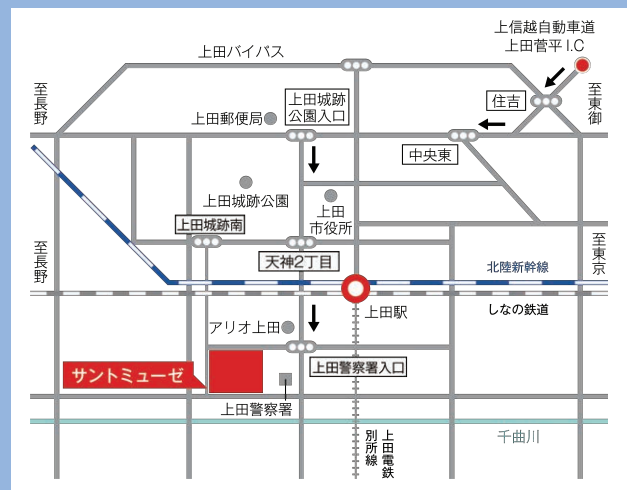 上信越自動車道
上田菅平 I.C
上田バイパス
至長野
上田城跡
公園入口
住吉
至東御
上田郵便局
中央東
上田城跡公園
上田
市役所
上田城跡南
至長野
天神2丁目
至東京
北陸新幹線
しなの鉄道
上田駅
アリオ上田
サントミューゼ
上田警察署入口
上田警察署
上田電鉄
別所線
千曲川